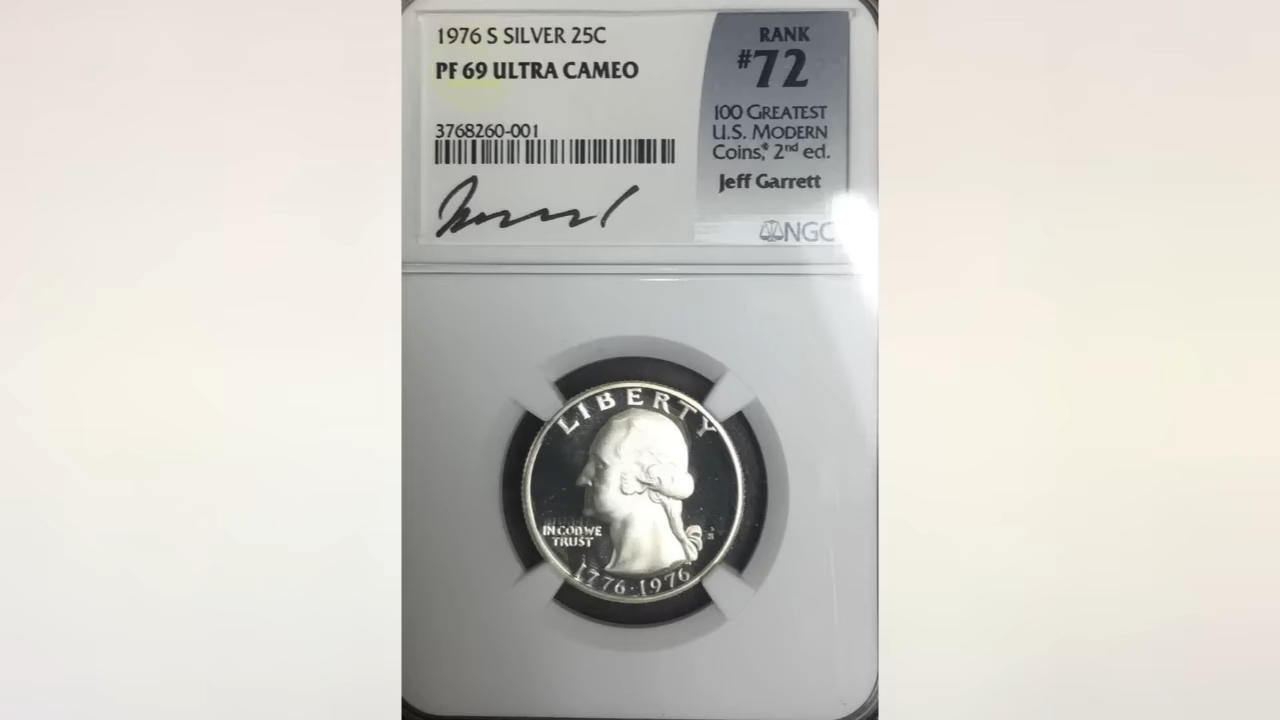 1976 S SILVER 25C
PF 69 ULTRA CAMEO
3768260-001
RANK
#72
100 GREATEST
U.S. MODERN
COINS,® 2nd ed.
Jeff Garrett
NGC
LIBERTY
IN GOD WE
TRUST
S
1776·1976